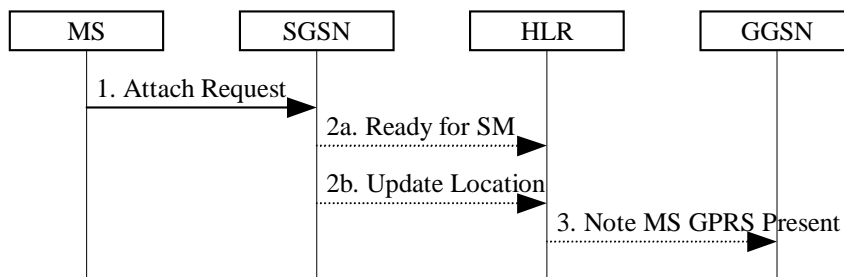 MS
SGSN
HLR
GGSN
1. Attach Request
2a. Ready for SM
2b. Update Location
3. Note MS GPRS Present